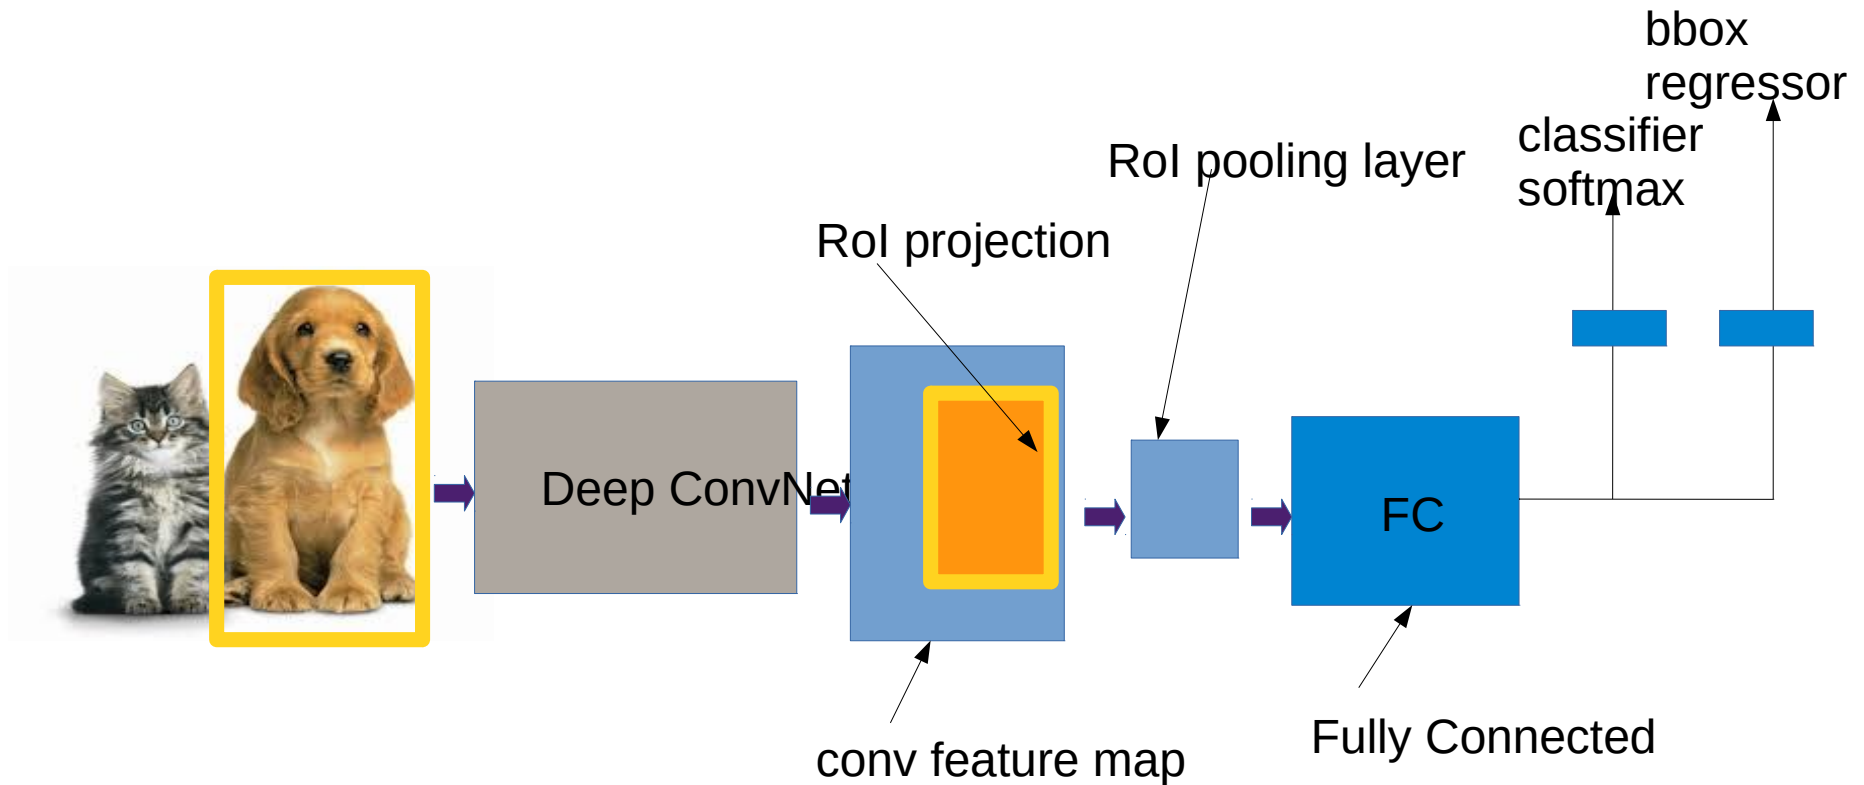 bbox
regressor
classifier
softmax
RoI pooling layer
RoI projection
Deep ConvNet
FC
Fully Connected
conv feature map